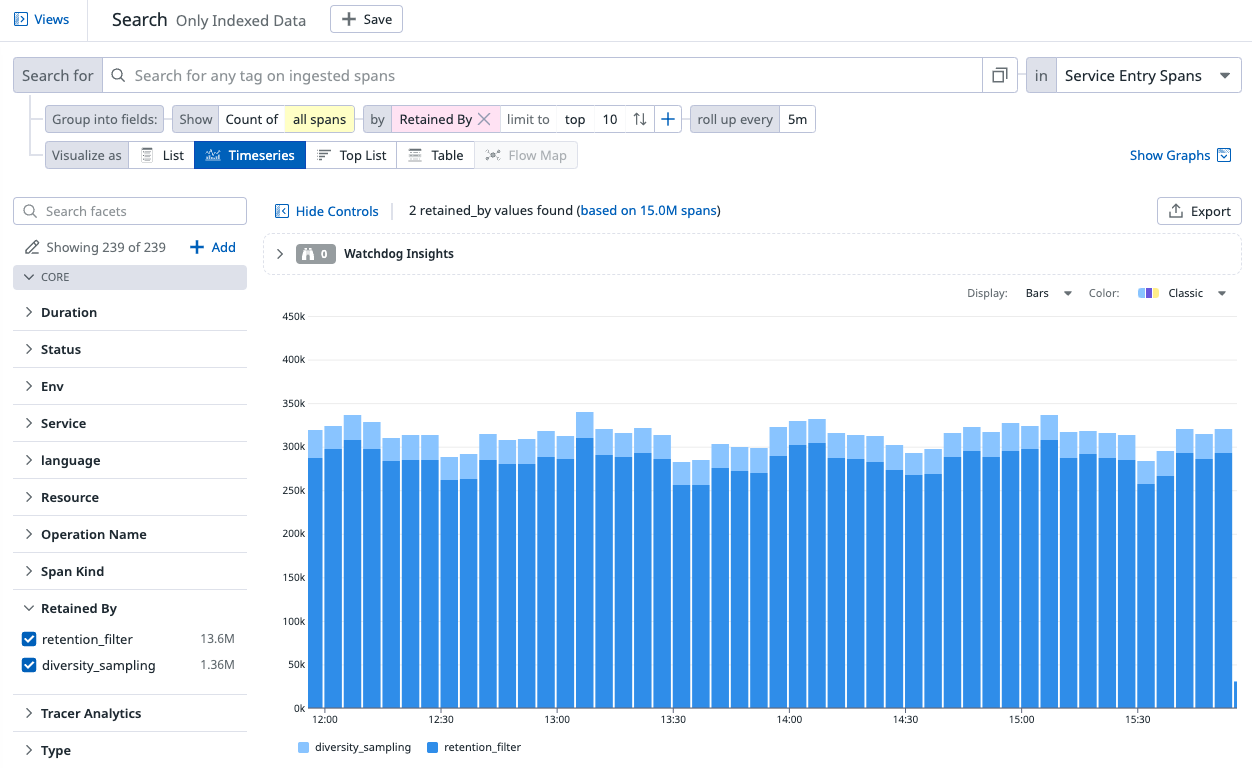 Views Search Only Indexed Data Save
Search for Search for any tag on ingested spans in Service Entry Spans
Group into fields: Show Count of all spans by Retained By limit to top 10 roll up every 5m
Visualize as List Timeseries Top List Table Flow Map Show Graphs
Search facets
Showing 239 of 239 Add
CORE
Duration
Status
Env
Service
language
Resource
Operation Name
Span Kind
Retained By
retention_filter 13.6M
diversity_sampling 1.36M
Tracer Analytics
Type
Hide Controls 2 retained_by values found (based on 15.0M spans) Export
0 Watchdog Insights
Display: Bars Color: Classic
450k
400k
350k
300k
250k
200k
150k
100k
50k
0k
12:00 12:30 13:00 13:30 14:00 14:30 15:00 15:30
diversity_sampling retention_filter